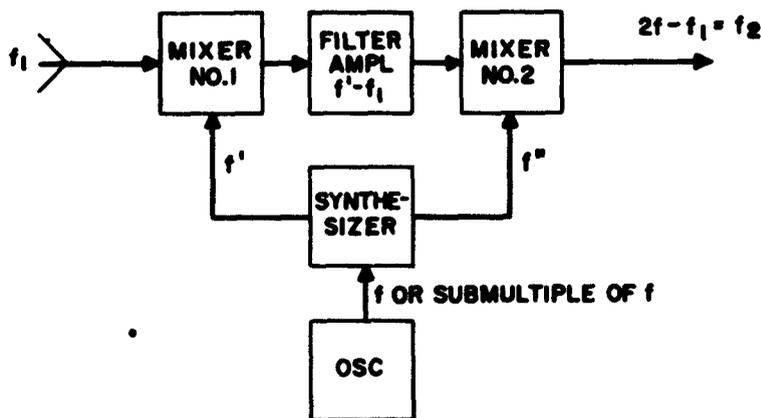 2f-f₁ = f₂
f₁
MIXER
NO.1
FILTER
AMPL
f'-f₁
MIXER
NO.2
f'
f"
SYNTHE-
SIZER
f OR SUBMULTIPLE OF f
OSC